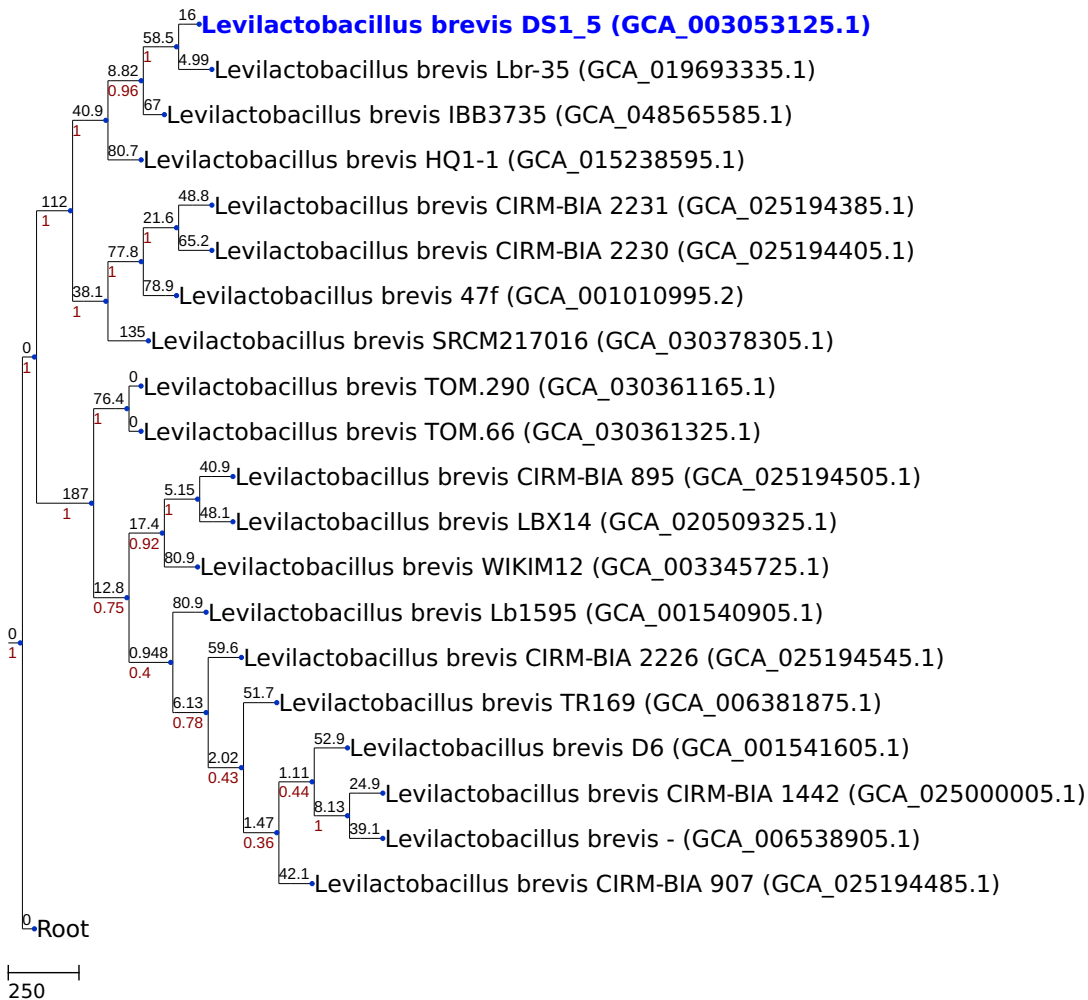 16
Levilactobacillus brevis DS1_5 (GCA_003053125.1)
58.5
1
4.99
Levilactobacillus brevis Lbr-35 (GCA_019693335.1)
8.82
0.96
67
Levilactobacillus brevis IBB3735 (GCA_048565585.1)
40.9
1
80.7
Levilactobacillus brevis HQ1-1 (GCA_015238595.1)
112
1
48.8
Levilactobacillus brevis CIRM-BIA 2231 (GCA_025194385.1)
21.6
1
65.2
Levilactobacillus brevis CIRM-BIA 2230 (GCA_025194405.1)
77.8
1
78.9
Levilactobacillus brevis 47f (GCA_001010995.2)
38.1
1
135
Levilactobacillus brevis SRCM217016 (GCA_030378305.1)
0
1
0
Levilactobacillus brevis TOM.290 (GCA_030361165.1)
76.4
1
0
Levilactobacillus brevis TOM.66 (GCA_030361325.1)
187
1
40.9
Levilactobacillus brevis CIRM-BIA 895 (GCA_025194505.1)
5.15
1
48.1
Levilactobacillus brevis LBX14 (GCA_020509325.1)
17.4
0.92
80.9
Levilactobacillus brevis WIKIM12 (GCA_003345725.1)
12.8
0.75
80.9
Levilactobacillus brevis Lb1595 (GCA_001540905.1)
0.948
0.4
59.6
Levilactobacillus brevis CIRM-BIA 2226 (GCA_025194545.1)
6.13
0.78
51.7
Levilactobacillus brevis TR169 (GCA_006381875.1)
2.02
0.43
52.9
Levilactobacillus brevis D6 (GCA_001541605.1)
1.11
0.44
24.9
Levilactobacillus brevis CIRM-BIA 1442 (GCA_025000005.1)
8.13
1
39.1
Levilactobacillus brevis - (GCA_006538905.1)
1.47
0.36
42.1
Levilactobacillus brevis CIRM-BIA 907 (GCA_025194485.1)
0
1
0
Root
250